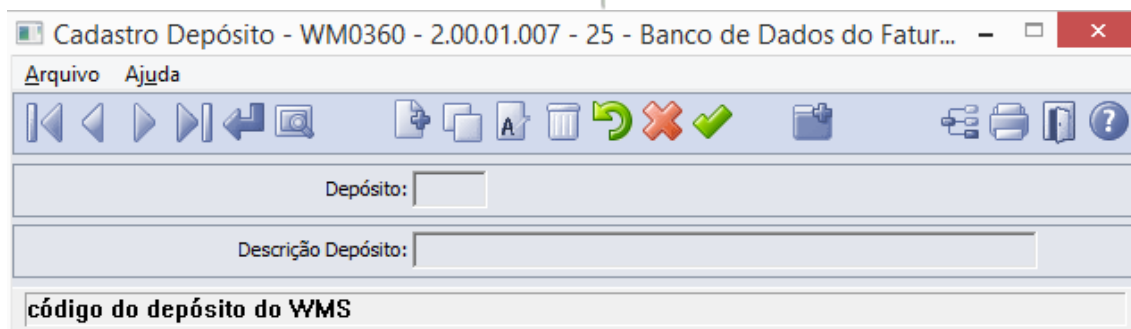 Cadastro Depósito - WM0360 - 2.00.01.007 - 25 - Banco de Dados do Fatur...
Arquivo Ajuda
Depósito:
Descrição Depósito:
código do depósito do WMS